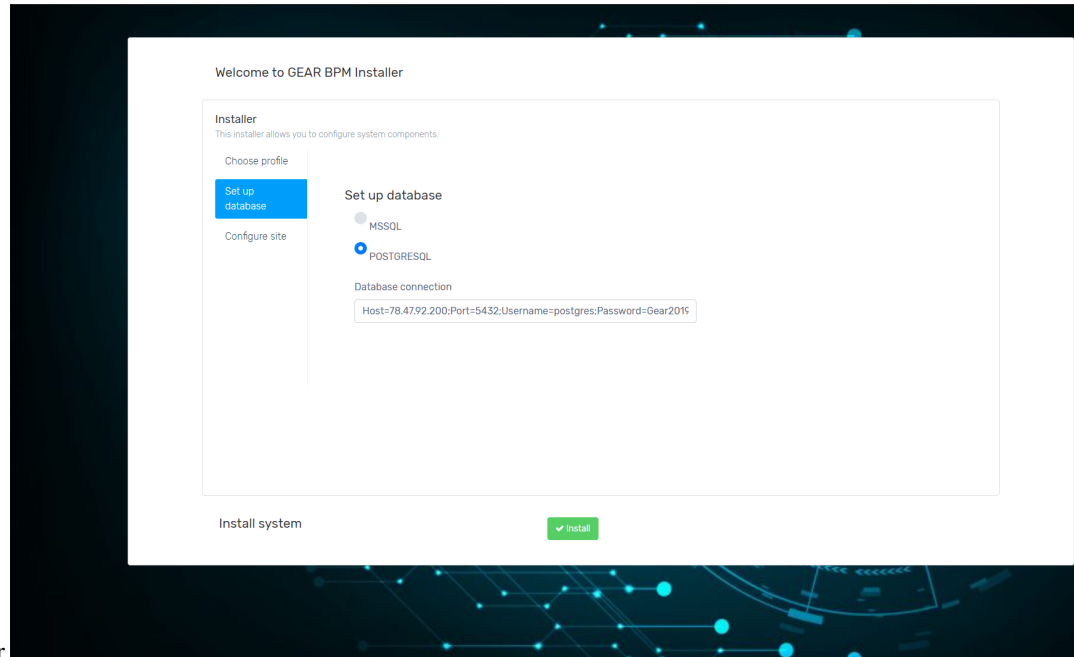 Welcome to GEAR BPM Installer
Installer
This installer allows you to configure system components.
Choose profile
Set up
database
Configure site
Set up database
MSSQL
POSTGRESQL
Database connection
Host=78.47.92.200;Port=5432;Username=postgres;Password=Gear2019
Install system
Install
r